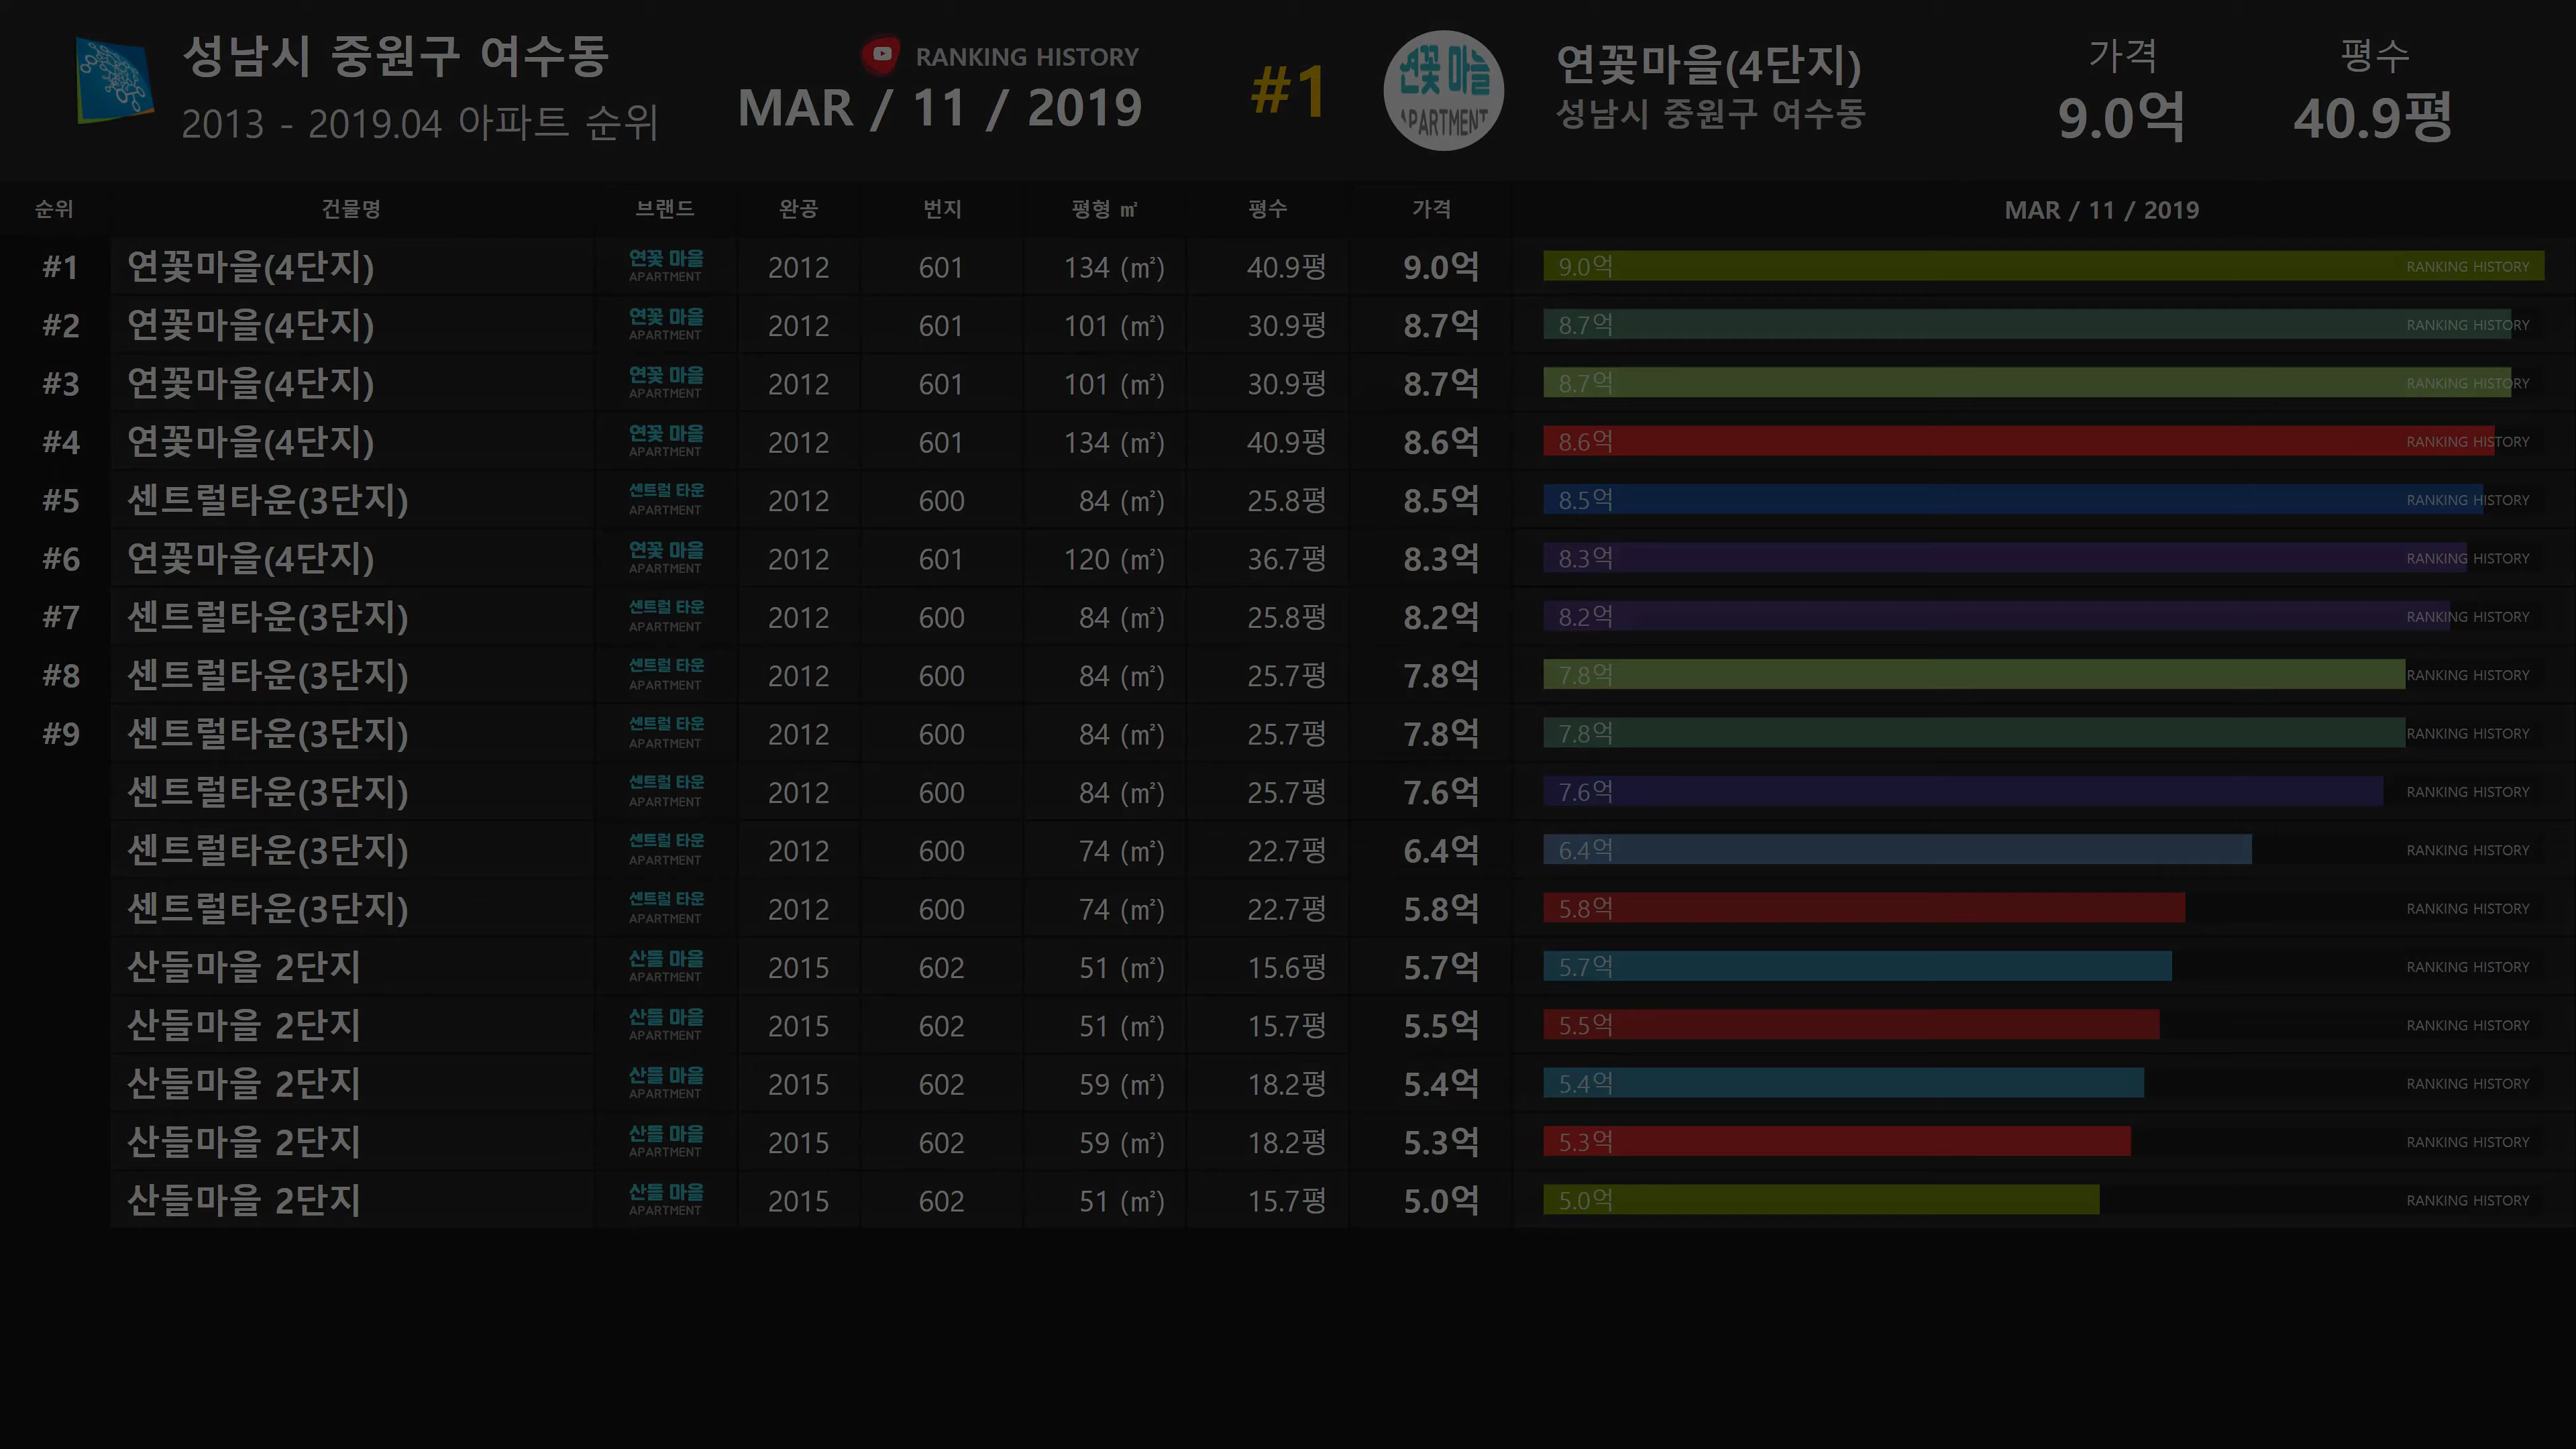 성남시 중원구 여수동
2013 - 2019.04 아파트 순위
RANKING HISTORY
MAR / 11 / 2019
#1
연꽃 마을
APARTMENT
연꽃마을(4단지)
성남시 중원구 여수동
가격
9.0억
평수
40.9평
순위 건물명 브랜드 완공 번지 평형 ㎡ 평수 가격 MAR / 11 / 2019
#1 연꽃마을(4단지) 연꽃 마을 APARTMENT 2012 601 134 (㎡) 40.9평 9.0억 9.0억 RANKING HISTORY
#2 연꽃마을(4단지) 연꽃 마을 APARTMENT 2012 601 101 (㎡) 30.9평 8.7억 8.7억 RANKING HISTORY
#3 연꽃마을(4단지) 연꽃 마을 APARTMENT 2012 601 101 (㎡) 30.9평 8.7억 8.7억 RANKING HISTORY
#4 연꽃마을(4단지) 연꽃 마을 APARTMENT 2012 601 134 (㎡) 40.9평 8.6억 8.6억 RANKING HISTORY
#5 센트럴타운(3단지) 센트럴 타운 APARTMENT 2012 600 84 (㎡) 25.8평 8.5억 8.5억 RANKING HISTORY
#6 연꽃마을(4단지) 연꽃 마을 APARTMENT 2012 601 120 (㎡) 36.7평 8.3억 8.3억 RANKING HISTORY
#7 센트럴타운(3단지) 센트럴 타운 APARTMENT 2012 600 84 (㎡) 25.8평 8.2억 8.2억 RANKING HISTORY
#8 센트럴타운(3단지) 센트럴 타운 APARTMENT 2012 600 84 (㎡) 25.7평 7.8억 7.8억 RANKING HISTORY
#9 센트럴타운(3단지) 센트럴 타운 APARTMENT 2012 600 84 (㎡) 25.7평 7.8억 7.8억 RANKING HISTORY
센트럴타운(3단지) 센트럴 타운 APARTMENT 2012 600 84 (㎡) 25.7평 7.6억 7.6억 RANKING HISTORY
센트럴타운(3단지) 센트럴 타운 APARTMENT 2012 600 74 (㎡) 22.7평 6.4억 6.4억 RANKING HISTORY
센트럴타운(3단지) 센트럴 타운 APARTMENT 2012 600 74 (㎡) 22.7평 5.8억 5.8억 RANKING HISTORY
산들마을 2단지 산들 마을 APARTMENT 2015 602 51 (㎡) 15.6평 5.7억 5.7억 RANKING HISTORY
산들마을 2단지 산들 마을 APARTMENT 2015 602 51 (㎡) 15.7평 5.5억 5.5억 RANKING HISTORY
산들마을 2단지 산들 마을 APARTMENT 2015 602 59 (㎡) 18.2평 5.4억 5.4억 RANKING HISTORY
산들마을 2단지 산들 마을 APARTMENT 2015 602 59 (㎡) 18.2평 5.3억 5.3억 RANKING HISTORY
산들마을 2단지 산들 마을 APARTMENT 2015 602 51 (㎡) 15.7평 5.0억 5.0억 RANKING HISTORY